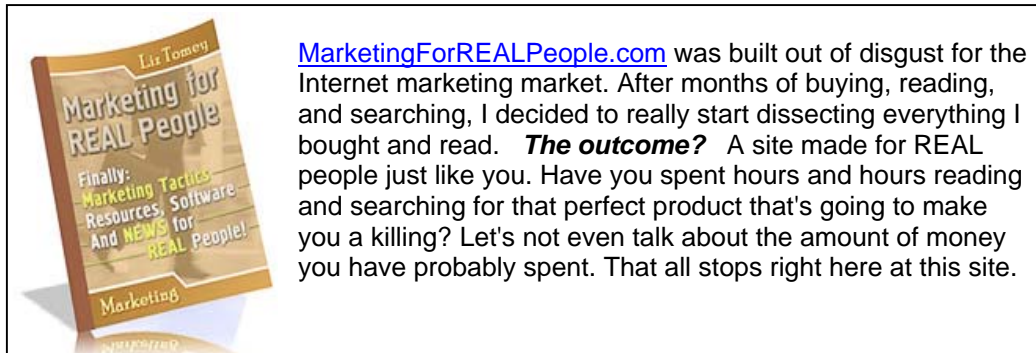 Liz Tomey
Marketing for
REAL People
Finally:
Marketing Tactics
Resources, Software
And NEWS for
REAL People!
Marketing
MarketingForREALPeople.com was built out of disgust for the
Internet marketing market. After months of buying, reading,
and searching, I decided to really start dissecting everything I
bought and read. The outcome? A site made for REAL
people just like you. Have you spent hours and hours reading
and searching for that perfect product that's going to make
you a killing? Let's not even talk about the amount of money
you have probably spent. That all stops right here at this site.